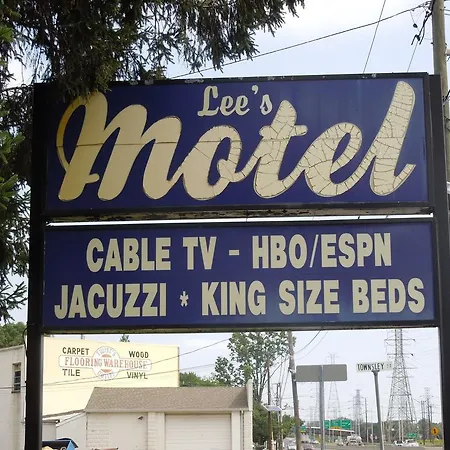 Lee's
Motel
CABLE TV - HBO/ESPN
JACUZZI * KING SIZE BEDS
CARPET WOOD
FLOORING WAREHOUSE
TILE VINYL
TOWNSLEY